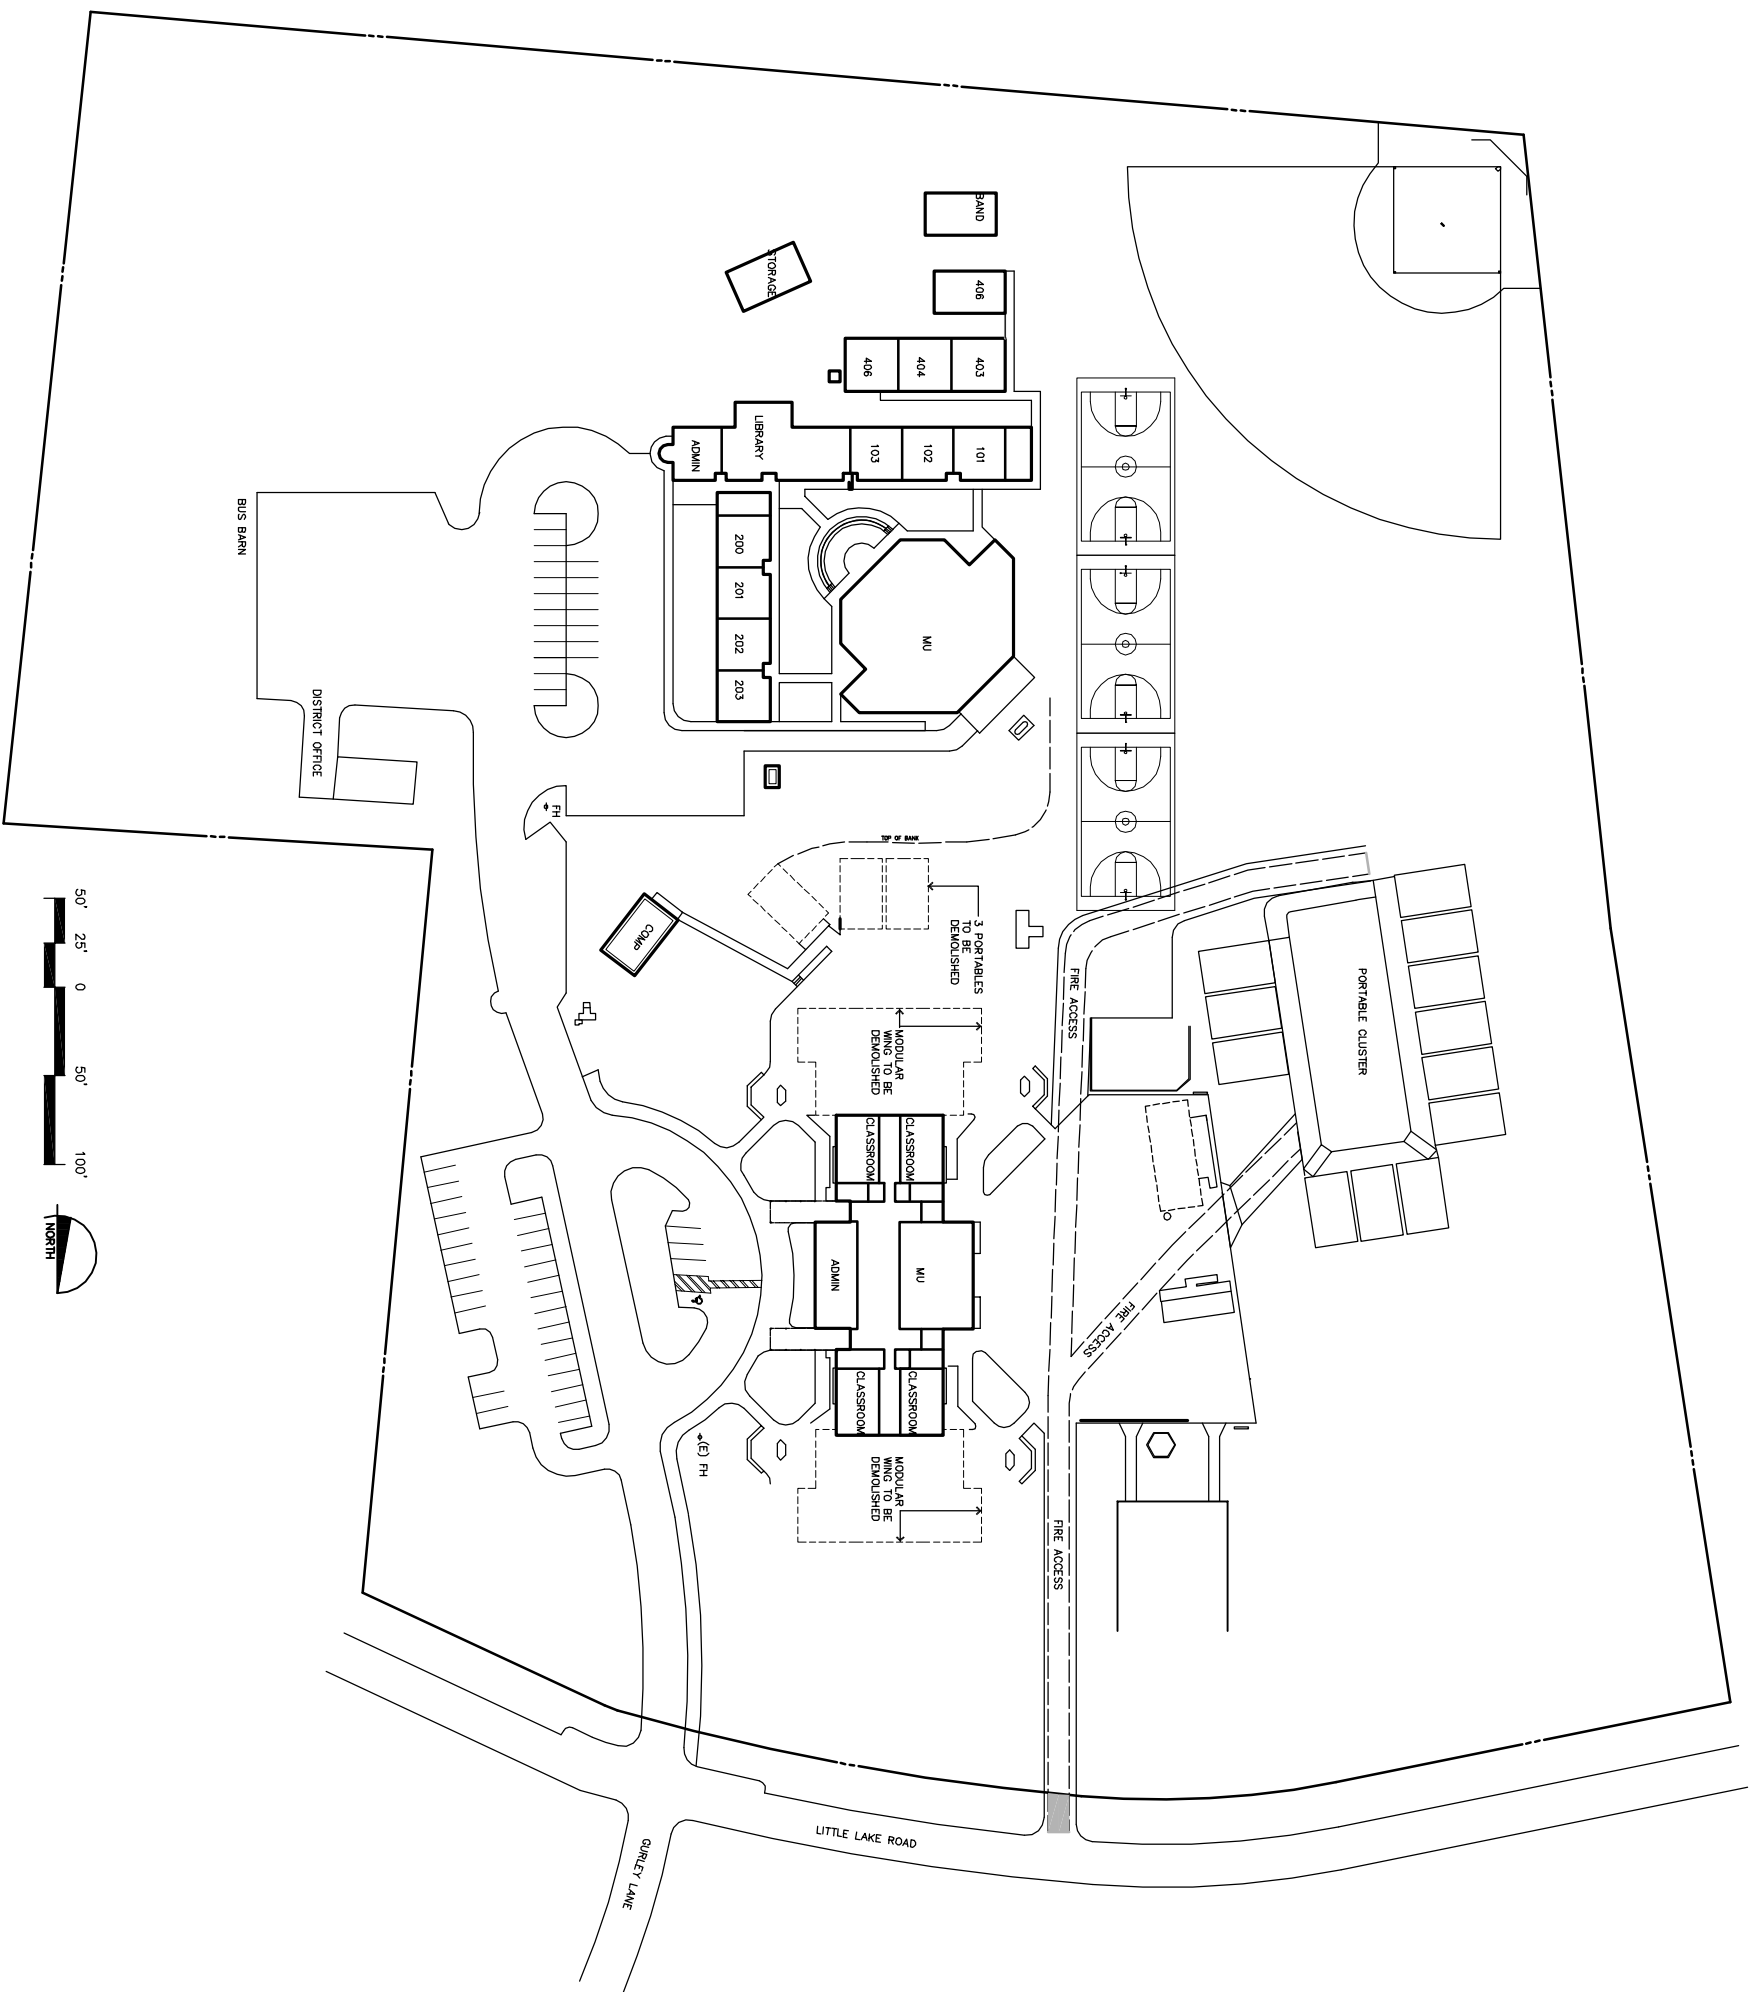 BAND
STORAGE
406
403
404
406
LIBRARY
ADMIN
103
102
101
200
201
202
203
MU
BUS BARN
DISTRICT OFFICE
FH
TOP OF BANK
3 PORTABLES
TO BE
DEMOLISHED
COMP
FIRE ACCESS
PORTABLE CLUSTER
MODULAR
WING TO BE
DEMOLISHED
CLASSROOM
CLASSROOM
ADMIN
MU
FIRE ACCESS
CLASSROOM
CLASSROOM
(E) FH
MODULAR
WING TO BE
DEMOLISHED
FIRE ACCESS
50'
25'
0
50'
100'
NORTH
LITTLE LAKE ROAD
GURLEY LANE